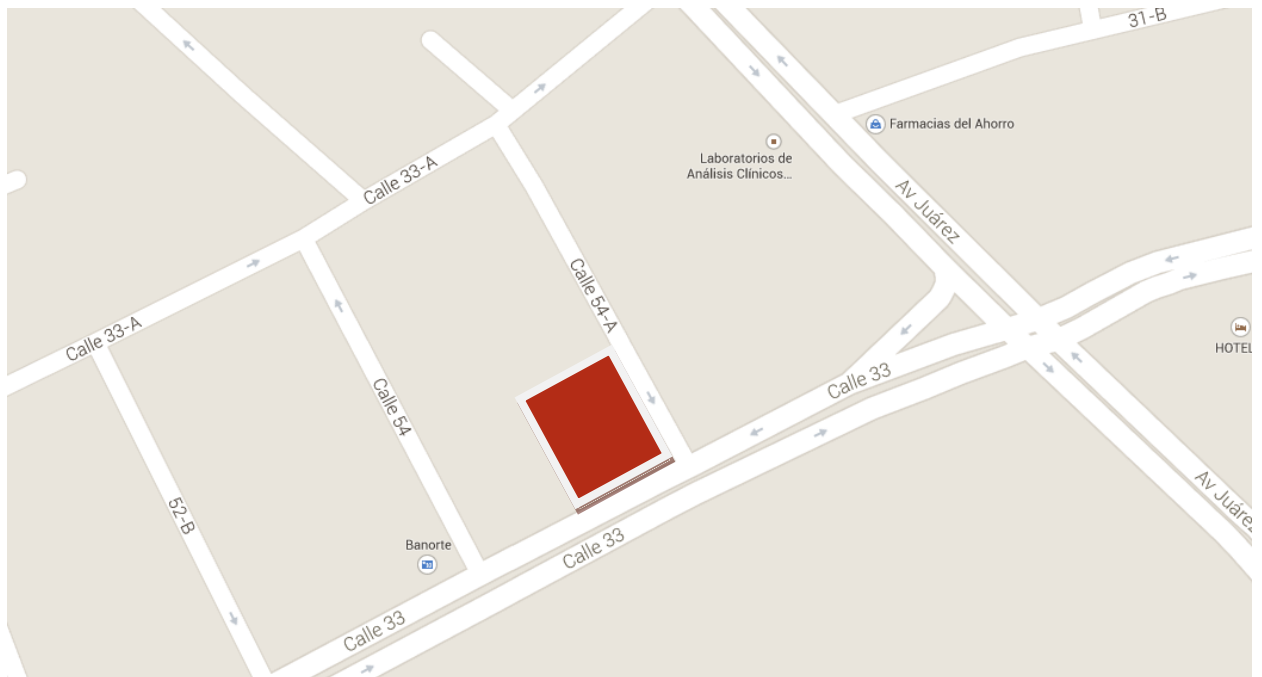 31-B
Farmacias del Ahorro
Laboratorios de
Análisis Clínicos...
Calle 33-A
Av Juárez
Calle 54-A
Calle 33-A
HOTEL
Calle 33
Calle 54
Av Juárez
52-B
Banorte
Calle 33
Calle 33